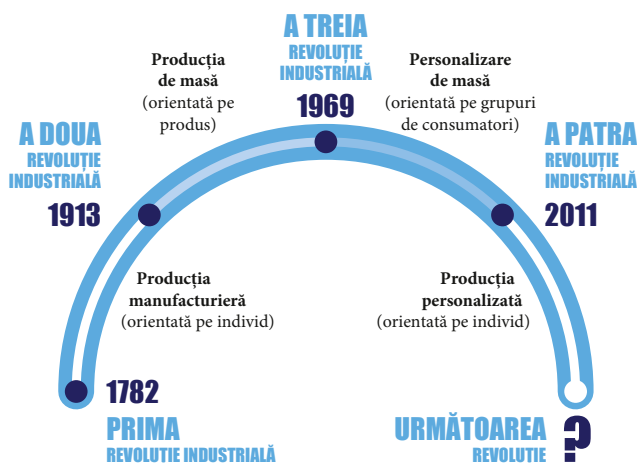 PRIMA
REVOLUȚIE INDUSTRIALĂ
1782
Producția
manufacturieră
(orientată pe individ)
A DOUA
REVOLUȚIE
INDUSTRIALĂ
1913
Producția
de masă
(orientată pe
produs)
A TREIA
REVOLUȚIE
INDUSTRIALĂ
1969
Personalizare
de masă
(orientată pe grupuri
de consumatori)
A PATRA
REVOLUȚIE
INDUSTRIALĂ
2011
Producția
personalizată
(orientată pe individ)
URMĂTOAREA
REVOLUȚIE
?